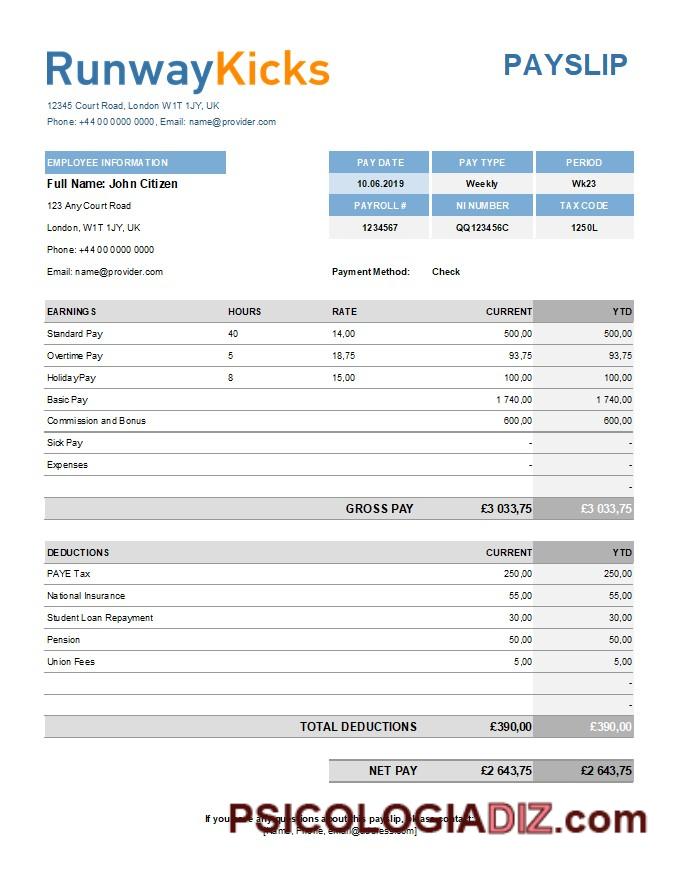 RunwayKicks
PAYSLIP
12345 Court Road, London W1T 1JY, UK
Phone: +44 00 0000 0000, Email: name@provider.com
EMPLOYEE INFORMATION
PAY DATE PAY TYPE PERIOD
Full Name: John Citizen
10.06.2019 Weekly Wk23
123 Any Court Road
PAYROLL # NI NUMBER TAX CODE
London, W1T 1JY, UK
1234567 QQ123456C 1250L
Phone: +44 00 0000 0000
Email: name@provider.com
Payment Method: Check
EARNINGS HOURS RATE CURRENT YTD
Standard Pay 40 14,00 500,00 500,00
Overtime Pay 5 18,75 93,75 93,75
Holiday Pay 8 15,00 100,00 100,00
Basic Pay 1 740,00 1 740,00
Commission and Bonus 600,00 600,00
Sick Pay - -
Expenses - -
-
GROSS PAY £3 033,75 £3 033,75
DEDUCTIONS CURRENT YTD
PAYE Tax 250,00 250,00
National Insurance 55,00 55,00
Student Loan Repayment 30,00 30,00
Pension 50,00 50,00
Union Fees 5,00 5,00
-
-
TOTAL DEDUCTIONS £390,00 £390,00
NET PAY £2 643,75 £2 643,75
If you have any questions about this payslip, please contact:
[Name, Phone, email@address.com]
PSICOLOGIADIZ.com